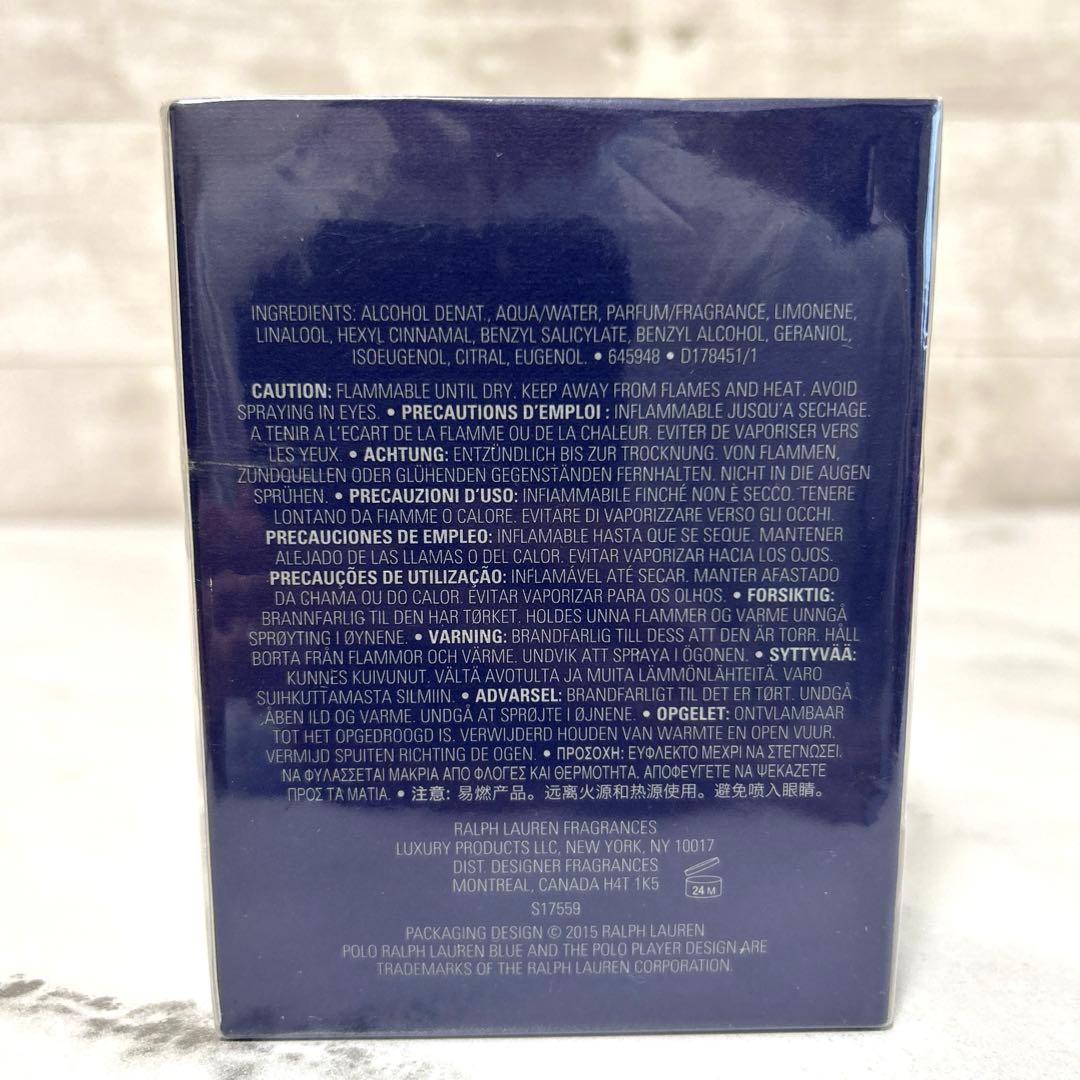 INGREDIENTS: ALCOHOL DENAT., AQUA/WATER, PARFUM/FRAGRANCE, LIMONENE,
LINALOOL, HEXYL CINNAMAL, BENZYL SALICYLATE, BENZYL ALCOHOL, GERANIOL,
ISOEUGENOL, CITRAL, EUGENOL. • 645948 • D178451/1
CAUTION: FLAMMABLE UNTIL DRY. KEEP AWAY FROM FLAMES AND HEAT. AVOID
SPRAYING IN EYES. • PRECAUTIONS D'EMPLOI : INFLAMMABLE JUSQU'A SECHAGE.
A TENIR A L'ECART DE LA FLAMME OU DE LA CHALEUR. EVITER DE VAPORISER VERS
LES YEUX. • ACHTUNG: ENTZÜNDLICH BIS ZUR TROCKNUNG. VON FLAMMEN,
ZÜNDQUELLEN ODER GLÜHENDEN GEGENSTÄNDEN FERNHALTEN. NICHT IN DIE AUGEN
SPRÜHEN. • PRECAUZIONI D'USO: INFIAMMABILE FINCHÉ NON È SECCO. TENERE
LONTANO DA FIAMME O CALORE. EVITARE DI VAPORIZZARE VERSO GLI OCCHI.
PRECAUCIONES DE EMPLEO: INFLAMABLE HASTA QUE SE SEQUE. MANTENER
ALEJADO DE LAS LLAMAS O DEL CALOR. EVITAR VAPORIZAR HACIA LOS OJOS.
PRECAUÇÕES DE UTILIZAÇÃO: INFLAMÁVEL ATÉ SECAR. MANTER AFASTADO
DA CHAMA OU DO CALOR. EVITAR VAPORIZAR PARA OS OLHOS. • FORSIKTIG:
BRANNFARLIG TIL DEN HAR TØRKET. HOLDES UNNA FLAMMER OG VARME UNNGÅ
SPRØYTING I ØYNENE. • VARNING: BRANDFARLIG TILL DESS ATT DEN ÄR TORR. HÅLL
BORTA FRÅN FLAMMOR OCH VÄRME. UNDVIK ATT SPRAYA I ÖGONEN. • SYTTYVÄÄ:
KUNNES KUIVUNUT. VÄLTÄ AVOTULTA JA MUITA LÄMMÖNLÄHTEITÄ. VARO
SUIHKUTTAMASTA SILMIIN. • ADVARSEL: BRANDFARLIGT TIL DET ER TØRT. UNDGÅ
ÅBEN ILD OG VARME. UNDGÅ AT SPRØJTE I ØJNENE. • OPGELET: ONTVLAMBAAR
TOT HET OPGEDROOGD IS. VERWIJDERD HOUDEN VAN WARMTE EN OPEN VUUR.
VERMIJD SPUITEN RICHTING DE OGEN. • ΠΡΟΣΟΧΗ: ΕΥΦΛΕΚΤΟ ΜΕΧΡΙ ΝΑ ΣΤΕΓΝΩΣΕΙ.
ΝΑ ΦΥΛΑΣΣΕΤΑΙ ΜΑΚΡΙΑ ΑΠΟ ΦΛΟΓΕΣ ΚΑΙ ΘΕΡΜΟΤΗΤΑ. ΑΠΟΦΕΥΓΕΤΕ ΝΑ ΨΕΚΑΖΕΤΕ
ΠΡΟΣ ΤΑ ΜΑΤΙΑ. • 注意: 易燃产品。远离火源和热源使用。避免喷入眼睛。
RALPH LAUREN FRAGRANCES
LUXURY PRODUCTS LLC, NEW YORK, NY 10017
DIST. DESIGNER FRAGRANCES
MONTREAL, CANADA H4T 1K5
24 M
S17559
PACKAGING DESIGN © 2015 RALPH LAUREN
POLO RALPH LAUREN BLUE AND THE POLO PLAYER DESIGN ARE
TRADEMARKS OF THE RALPH LAUREN CORPORATION.